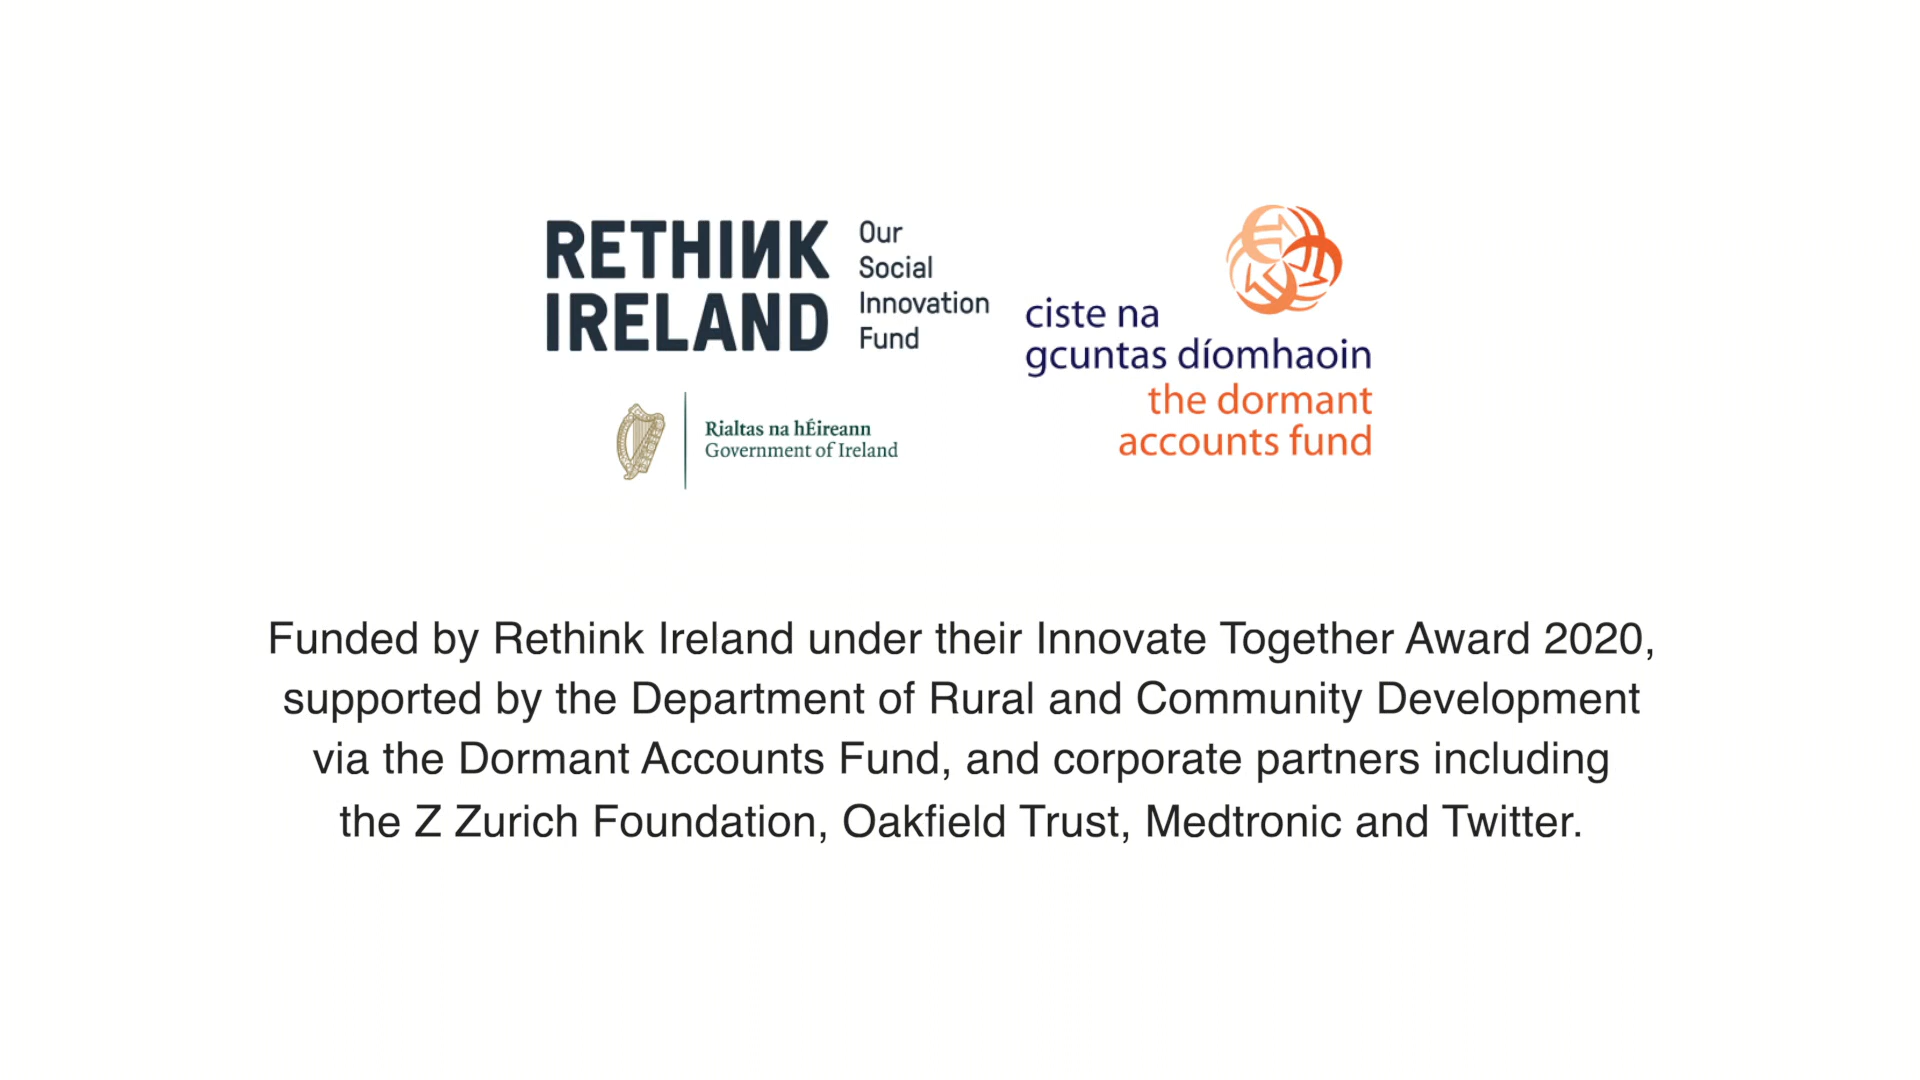 RETHINK
IRELAND
Our
Social
Innovation
Fund
Rialtas na hÉireann
Government of Ireland
ciste na
gcuntas díomhaoin
the dormant
accounts fund
Funded by Rethink Ireland under their Innovate Together Award 2020,
supported by the Department of Rural and Community Development
via the Dormant Accounts Fund, and corporate partners including
the Z Zurich Foundation, Oakfield Trust, Medtronic and Twitter.